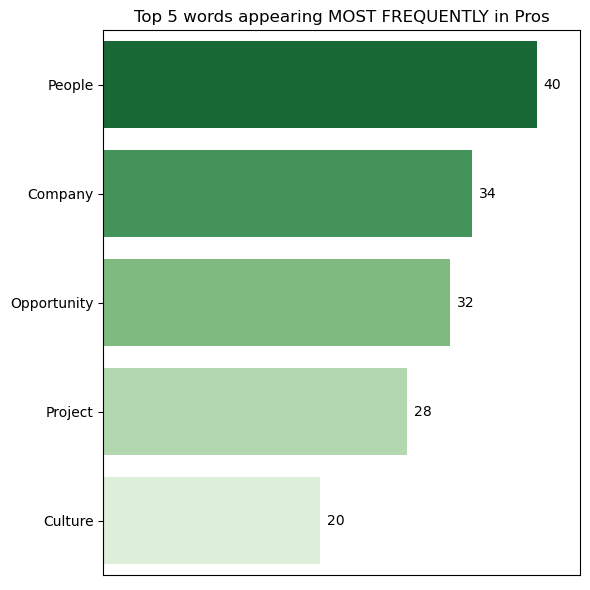 Top 5 words appearing MOST FREQUENTLY in Pros
People 40
Company 34
Opportunity 32
Project 28
Culture 20